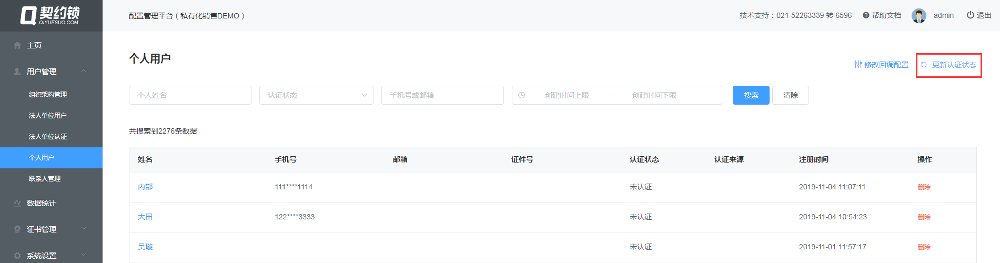 契约锁
QIYUESUO.COM
配置管理平台（私有化销售DEMO）
技术支持：021-52263339 转 6596
帮助文档
admin
退出
主页
用户管理
组织架构管理
法人单位用户
法人单位认证
个人用户
联系人管理
数据统计
证书管理
系统设置
个人用户
修改回调配置
更新认证状态
个人姓名
认证状态
手机号或邮箱
创建时间上限 - 创建时间下限
搜索
清除
共搜索到2276条数据
姓名 手机号 邮箱 证件号 认证状态 认证来源 注册时间 操作
内部 111****1114 未认证 2019-11-04 11:07:11 删除
大田 122****3333 未认证 2019-11-04 10:54:23 删除
吴璇 未认证 2019-11-01 11:57:17 删除